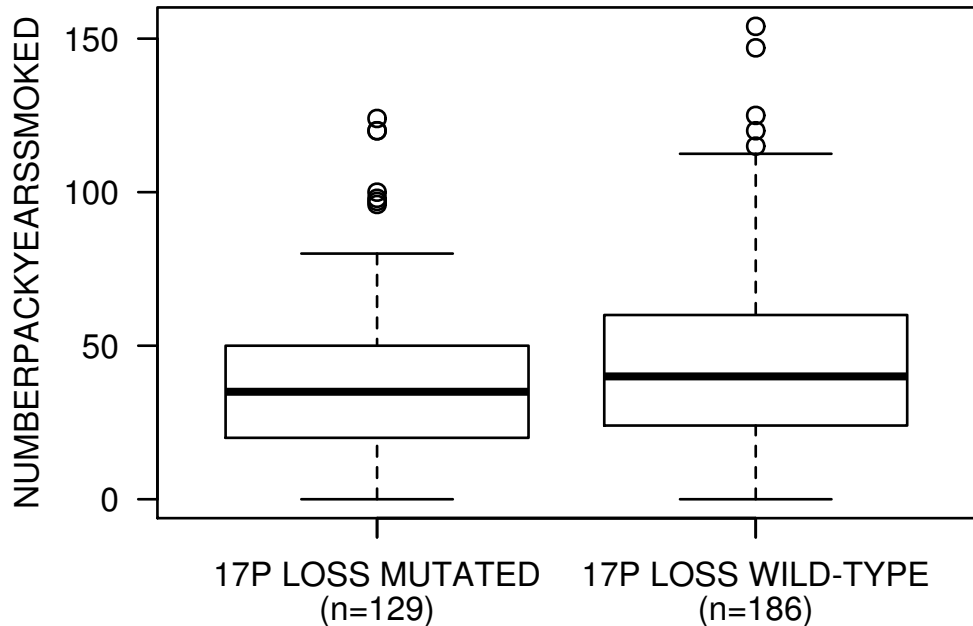 NUMBERPACKYEARSSMOKED
150
100
50
0
17P LOSS MUTATED
(n=129)
17P LOSS WILD-TYPE
(n=186)